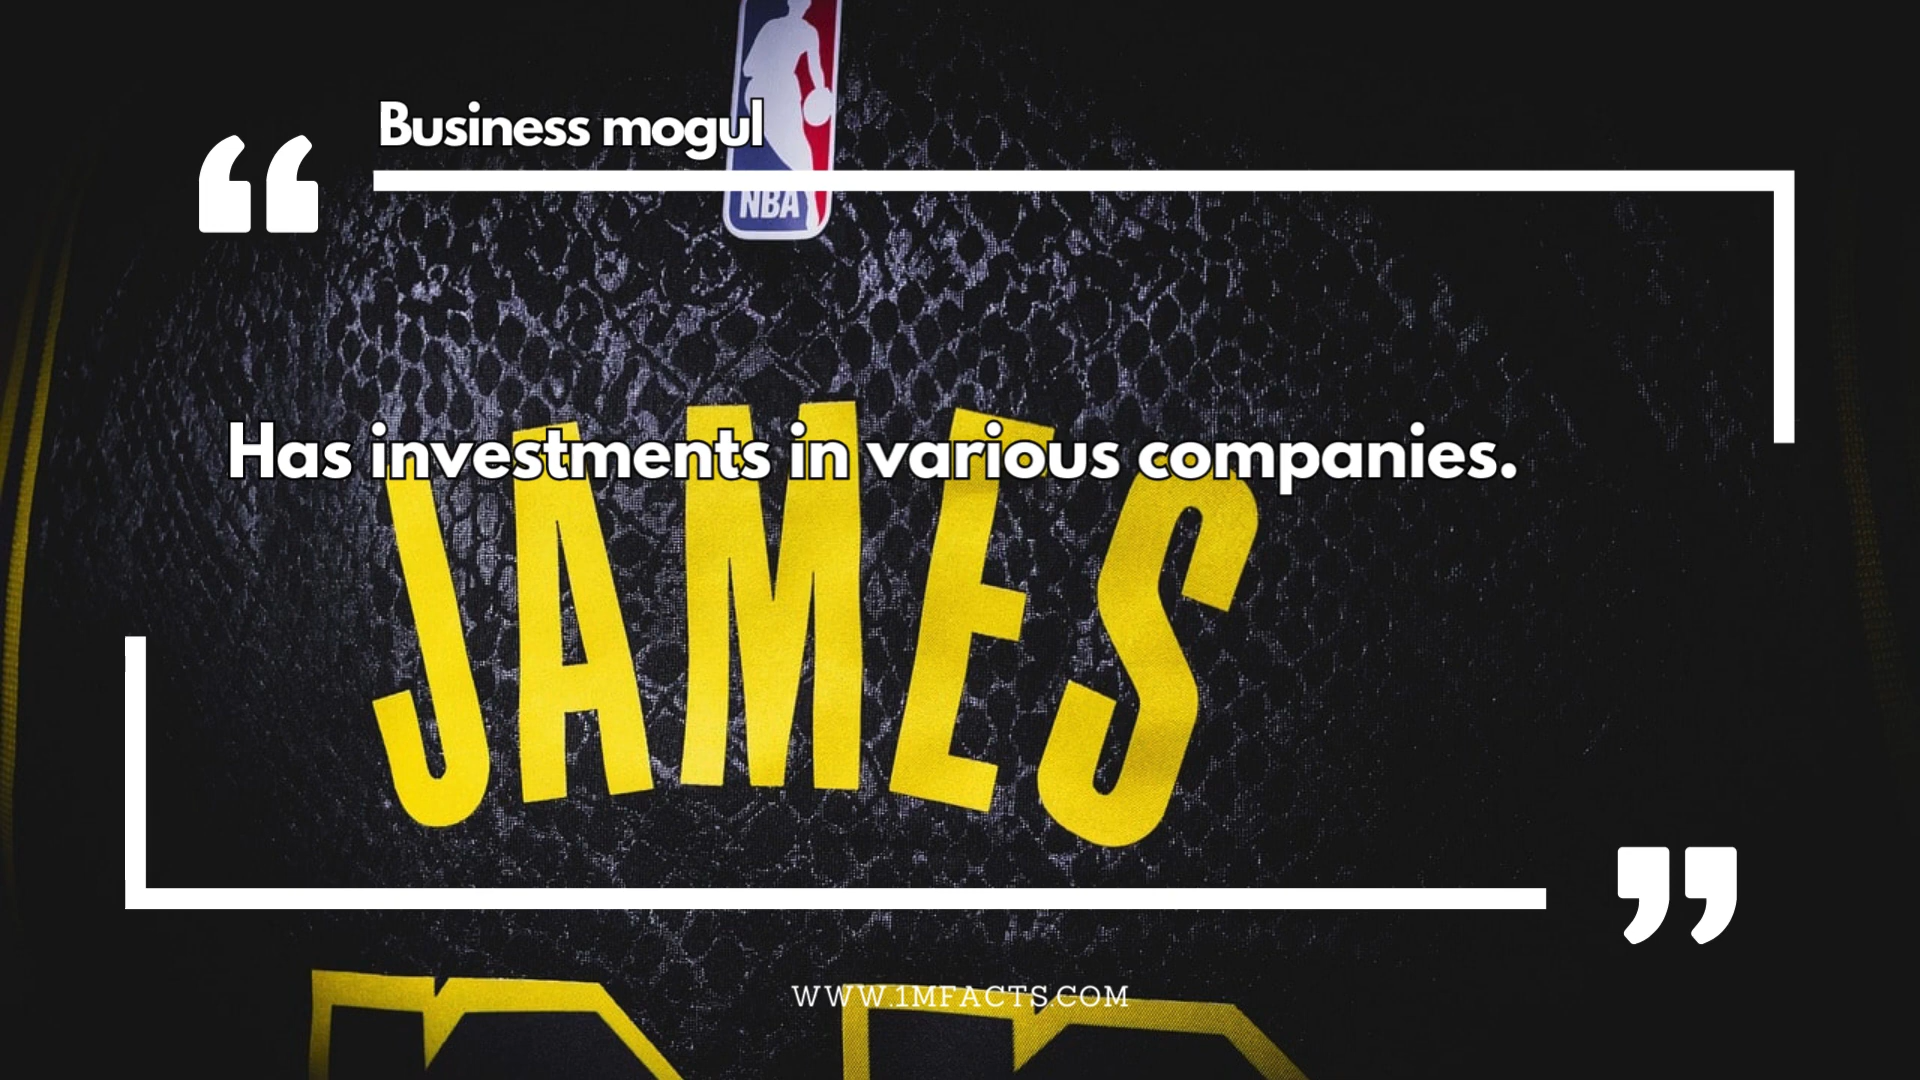 NBA
Business mogul
Has investments in various companies.
JAMES
WWW.1MFACTS.COM